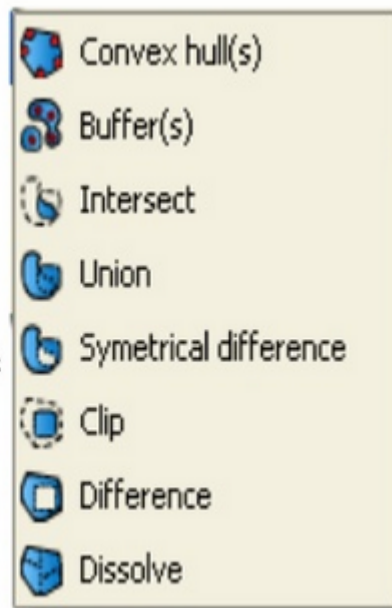 Convex hull(s)
Buffer(s)
Intersect
Union
Symetrical difference
Clip
Difference
Dissolve